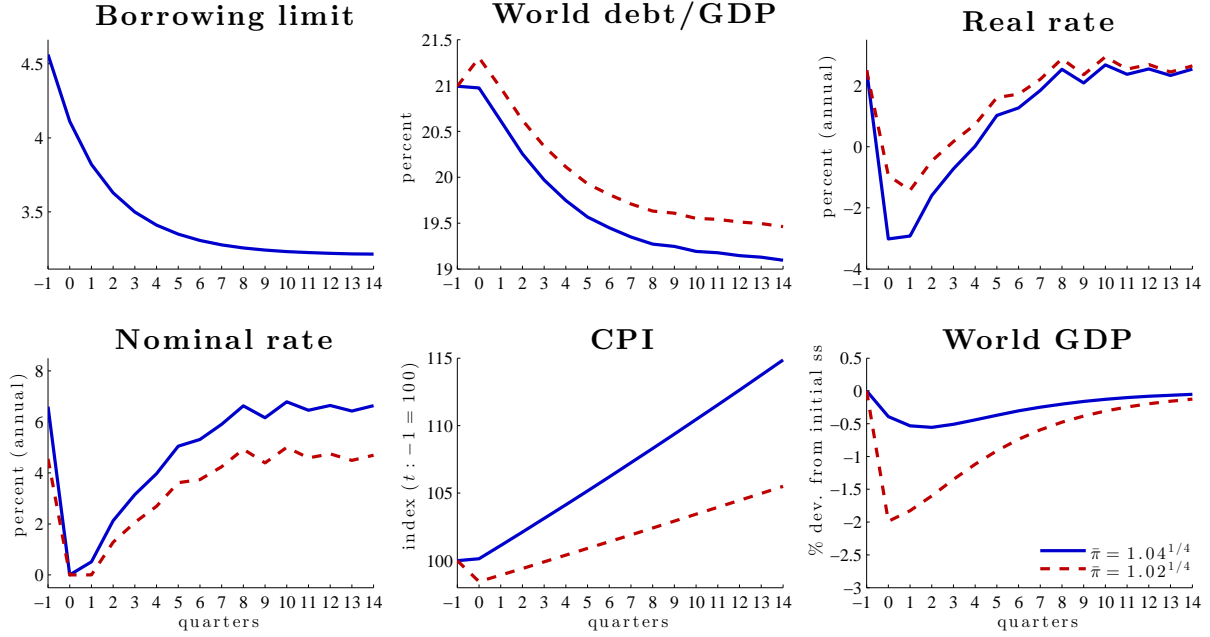 Borrowing limit
4.5
4
3.5
−1 0 1 2 3 4 5 6 7 8 9 10 11 12 13 14
World debt/GDP
percent
21.5
21
20.5
20
19.5
19
−1 0 1 2 3 4 5 6 7 8 9 10 11 12 13 14
Real rate
percent (annual)
2
0
−2
−4
−1 0 1 2 3 4 5 6 7 8 9 10 11 12 13 14
Nominal rate
percent (annual)
8
6
4
2
0
−1 0 1 2 3 4 5 6 7 8 9 10 11 12 13 14
quarters
CPI
index (t : −1 = 100)
115
110
105
100
−1 0 1 2 3 4 5 6 7 8 9 10 11 12 13 14
quarters
World GDP
% dev. from initial ss
0.5
0
−0.5
−1
−1.5
−2
−2.5
−3
π̄ = 1.04^{1/4}
π̄ = 1.02^{1/4}
−1 0 1 2 3 4 5 6 7 8 9 10 11 12 13 14
quarters